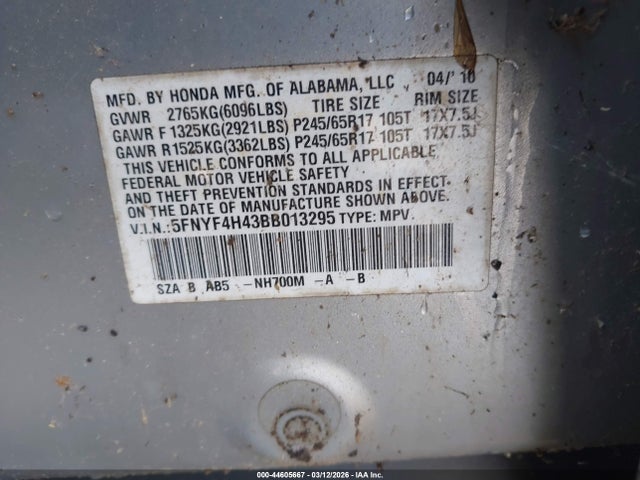 MFD. BY HONDA MFG. OF ALABAMA, LLC 04/'10
GVWR 2765KG(6096LBS) TIRE SIZE RIM SIZE
GAWR F 1325KG(2921LBS) P245/65R17 105T 17X7.5J
GAWR R 1525KG(3362LBS) P245/65R17 105T 17X7.5J
THIS VEHICLE CONFORMS TO ALL APPLICABLE
FEDERAL MOTOR VEHICLE SAFETY
AND THEFT PREVENTION STANDARDS IN EFFECT
ON THE DATE OF MANUFACTURE SHOWN ABOVE.
V.I.N.:5FNYF4H43BB013295 TYPE: MPV
SZA B AB5 -NH700M -A -B
000-44605667 - 03/12/2026 - Copyright IAA, Inc.